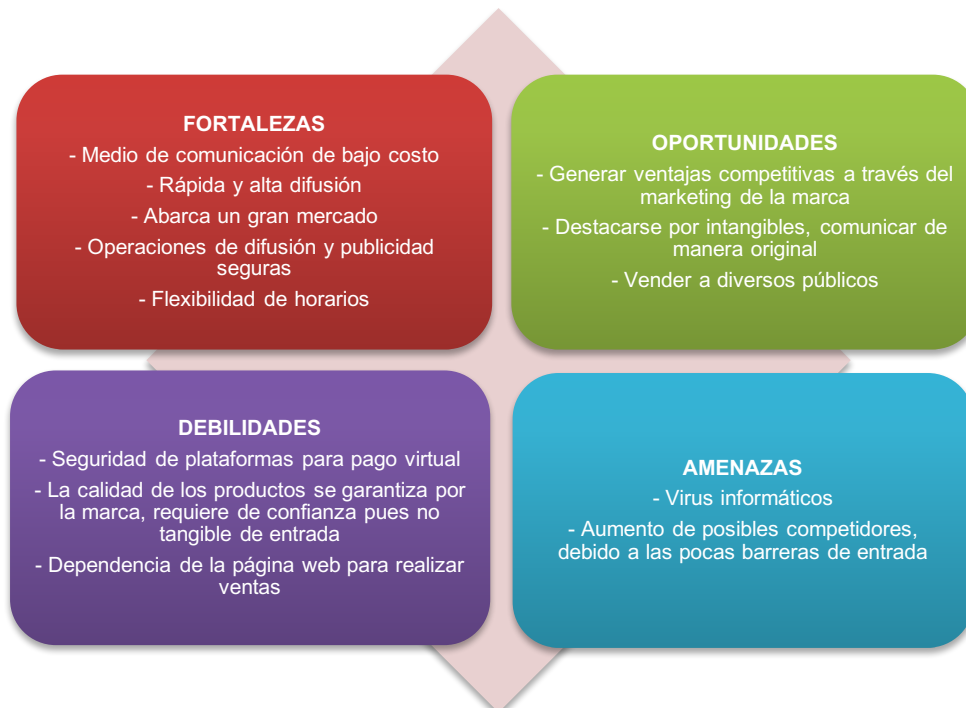 FORTALEZAS
- Medio de comunicación de bajo costo
- Rápida y alta difusión
- Abarca un gran mercado
- Operaciones de difusión y publicidad
seguras
- Flexibilidad de horarios
OPORTUNIDADES
- Generar ventajas competitivas a través del
marketing de la marca
- Destacarse por intangibles, comunicar de
manera original
- Vender a diversos públicos
DEBILIDADES
- Seguridad de plataformas para pago virtual
- La calidad de los productos se garantiza por
la marca, requiere de confianza pues no
tangible de entrada
- Dependencia de la página web para realizar
ventas
AMENAZAS
- Virus informáticos
- Aumento de posibles competidores,
debido a las pocas barreras de entrada